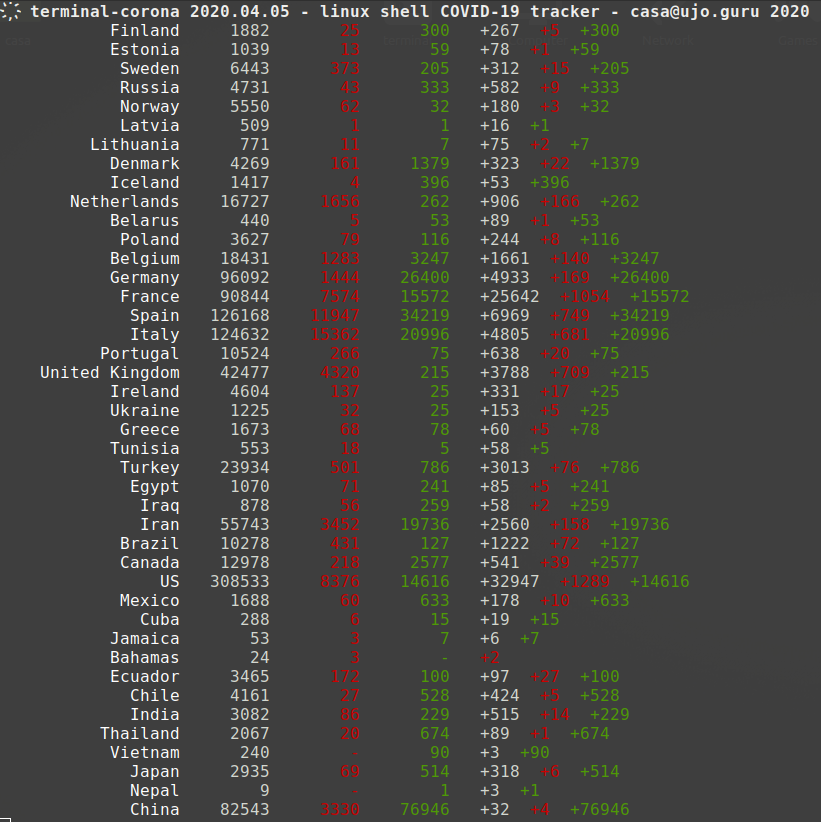 terminal-corona 2020.04.05 - linux shell COVID-19 tracker - casa@ujo.guru 2020
Finland 1882 25 300 +267 +5 +300
Estonia 1039 13 59 +78 +1 +59
Sweden 6443 373 205 +312 +15 +205
Russia 4731 43 333 +582 +9 +333
Norway 5550 62 32 +180 +3 +32
Latvia 509 1 1 +16 +1
Lithuania 771 11 7 +75 +2 +7
Denmark 4269 161 1379 +323 +22 +1379
Iceland 1417 4 396 +53 +396
Netherlands 16727 1656 262 +906 +166 +262
Belarus 440 5 53 +89 +1 +53
Poland 3627 79 116 +244 +8 +116
Belgium 18431 1283 3247 +1661 +140 +3247
Germany 96092 1444 26400 +4933 +169 +26400
France 90844 7574 15572 +25642 +1054 +15572
Spain 126168 11947 34219 +6969 +749 +34219
Italy 124632 15362 20996 +4805 +681 +20996
Portugal 10524 266 75 +638 +20 +75
United Kingdom 42477 4320 215 +3788 +709 +215
Ireland 4604 137 25 +331 +17 +25
Ukraine 1225 32 25 +153 +5 +25
Greece 1673 68 78 +60 +5 +78
Tunisia 553 18 5 +58 +5
Turkey 23934 501 786 +3013 +76 +786
Egypt 1070 71 241 +85 +5 +241
Iraq 878 56 259 +58 +2 +259
Iran 55743 3452 19736 +2560 +158 +19736
Brazil 10278 431 127 +1222 +72 +127
Canada 12978 218 2577 +541 +39 +2577
US 308533 8376 14616 +32947 +1289 +14616
Mexico 1688 60 633 +178 +10 +633
Cuba 288 6 15 +19 +15
Jamaica 53 3 7 +6 +7
Bahamas 24 3 - +2
Ecuador 3465 172 100 +97 +27 +100
Chile 4161 27 528 +424 +5 +528
India 3082 86 229 +515 +14 +229
Thailand 2067 20 674 +89 +1 +674
Vietnam 240 - 90 +3 +90
Japan 2935 69 514 +318 +6 +514
Nepal 9 - 1 +3 +1
China 82543 3330 76946 +32 +4 +76946